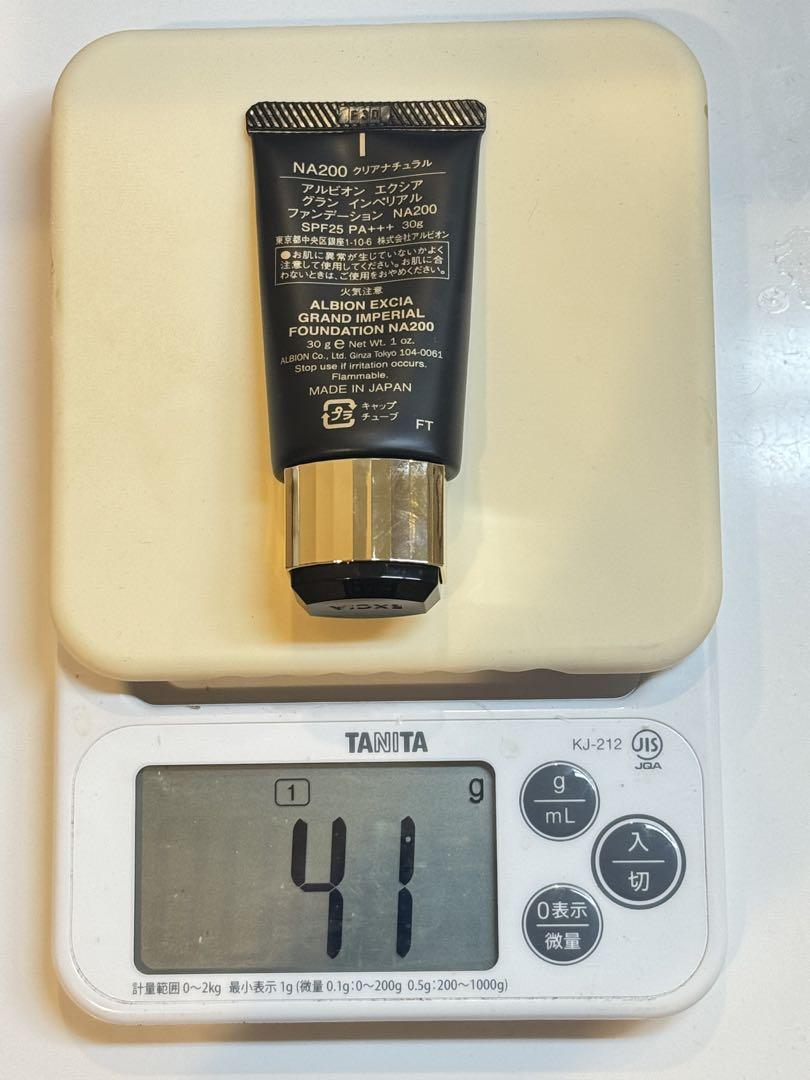 NA200 クリアナチュラル
アルビオン エクシア
グラン インペリアル
ファンデーション NA200
SPF25 PA+++ 30g
東京都中央区銀座1-10-6 株式会社アルビオン
●お肌に異常が生じていないかよく
注意して使用してください。お肌に合
わないときは、ご使用をおやめください。
火気注意
ALBION EXCIA
GRAND IMPERIAL
FOUNDATION NA200
30 g ℮ Net Wt. 1 oz.
ALBION Co., Ltd. Ginza Tokyo 104-0061
Stop use if irritation occurs.
Flammable.
MADE IN JAPAN
プラ
キャップ
チューブ
FT
EXCIA
TANITA
KJ-212
JIS
JQA
1
g
41
g
mL
入
切
0表示
微量
計量範囲 0～2kg 最小表示 1g (微量 0.1g:0～200g 0.5g:200～1000g)